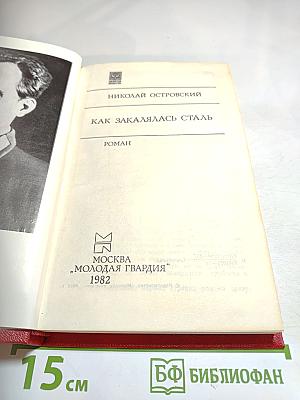 НИКОЛАЙ ОСТРОВСКИЙ
КАК ЗАКАЛЯЛАСЬ СТАЛЬ
РОМАН
МОСКВА
„МОЛОДАЯ ГВАРДИЯ"
1982
15 см
БФ БИБЛИОФАН